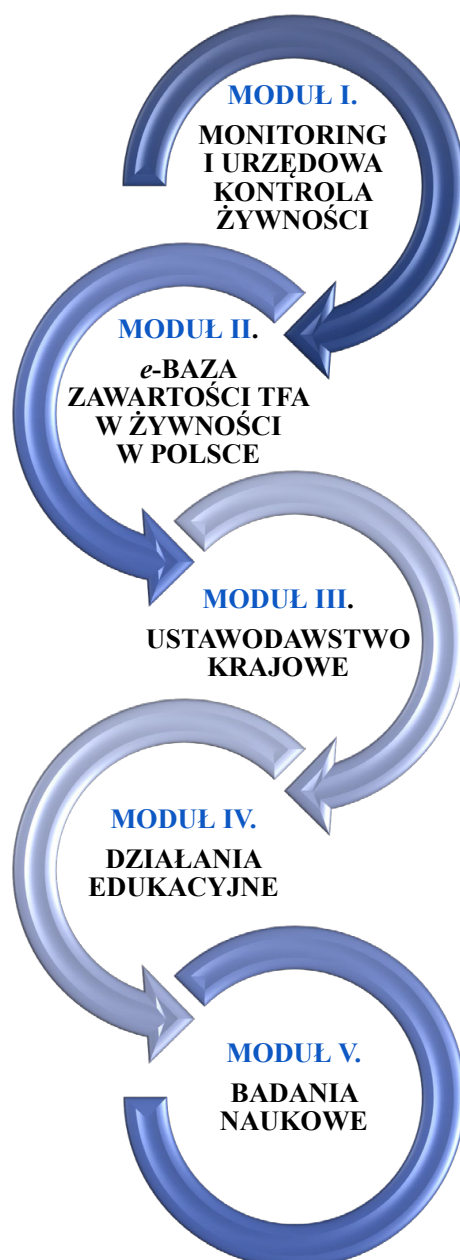 MODUŁ I.
MONITORING
I URZĘDOWA
KONTROLA
ŻYWNOŚCI
MODUŁ II.
e-BAZA
ZAWARTOŚCI TFA
W ŻYWNOŚCI
W POLSCE
MODUŁ III.
USTAWODAWSTWO
KRAJOWE
MODUŁ IV.
DZIAŁANIA
EDUKACYJNE
MODUŁ V.
BADANIA
NAUKOWE